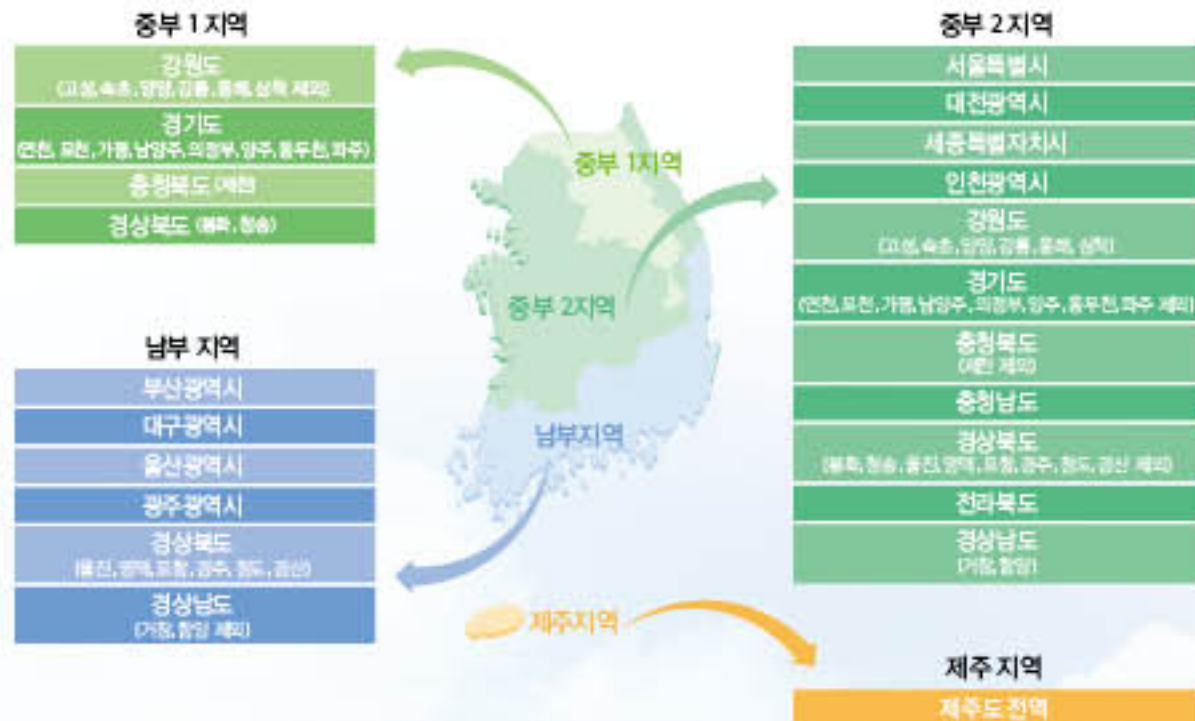 중부 1 지역
강원도
(고성, 속초, 양양, 강릉, 동해, 삼척 제외)
경기도
(연천, 포천, 가평, 남양주, 의정부, 양주, 동두천, 파주)
충청북도 (제천)
경상북도 (봉화, 청송)
남부 지역
부산광역시
대구광역시
울산광역시
광주광역시
경상북도
(울진, 영덕, 포항, 경주, 청도, 경산)
경상남도
(거창, 함양 제외)
중부 1지역
중부 2지역
남부지역
제주지역
중부 2 지역
서울특별시
대전광역시
세종특별자치시
인천광역시
강원도
(고성, 속초, 양양, 강릉, 동해, 삼척)
경기도
(연천, 포천, 가평, 남양주, 의정부, 양주, 동두천, 파주 제외)
충청북도
(제천 제외)
충청남도
경상북도
(봉화, 청송, 울진, 영덕, 포항, 경주, 청도, 경산 제외)
전라북도
경상남도
(거창, 함양)
제주 지역
제주도 전역